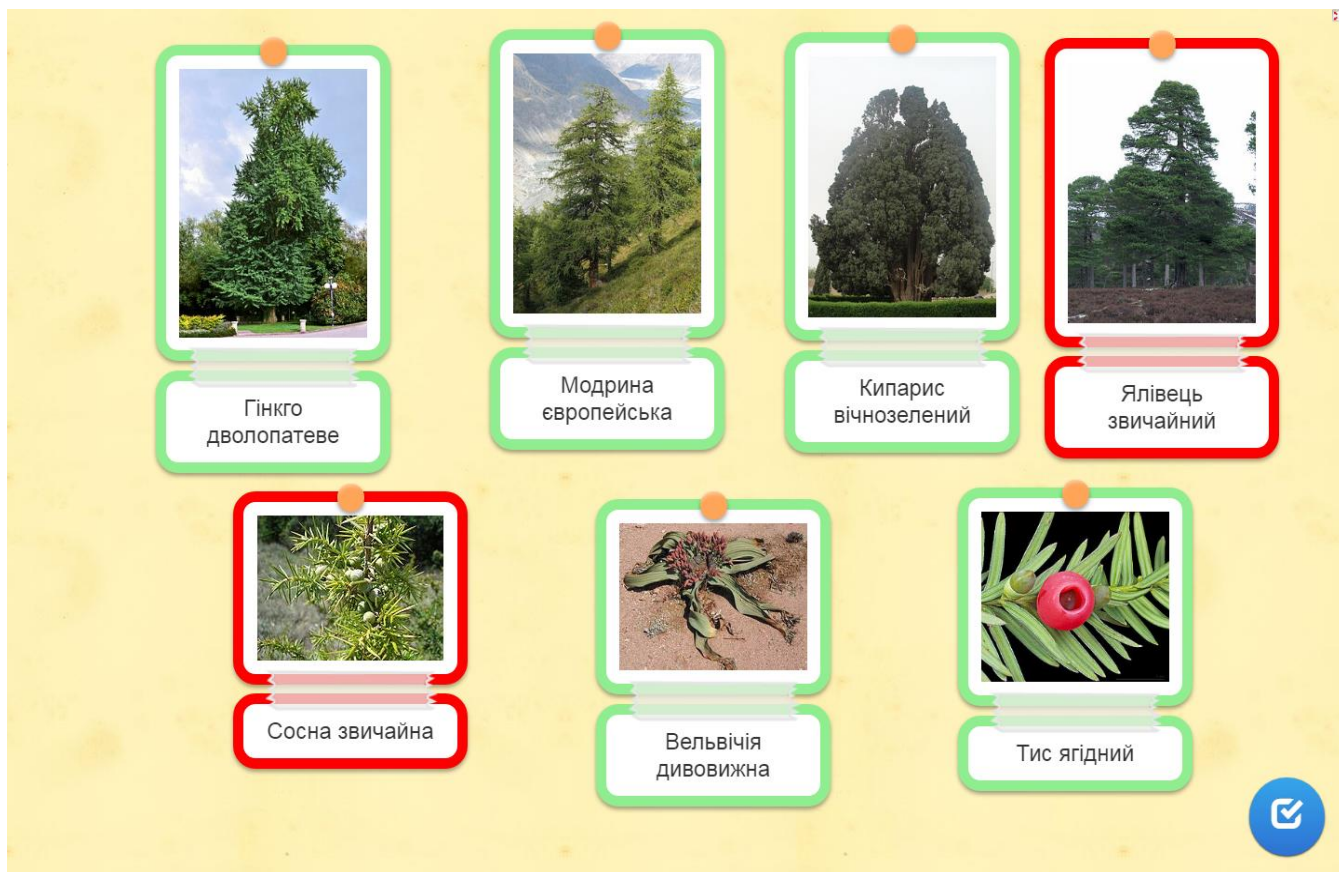 Гінкго
дволопатеве
Модрина
європейська
Кипарис
вічнозелений
Ялівець
звичайний
Сосна звичайна
Вельвічія
дивовижна
Тис ягідний